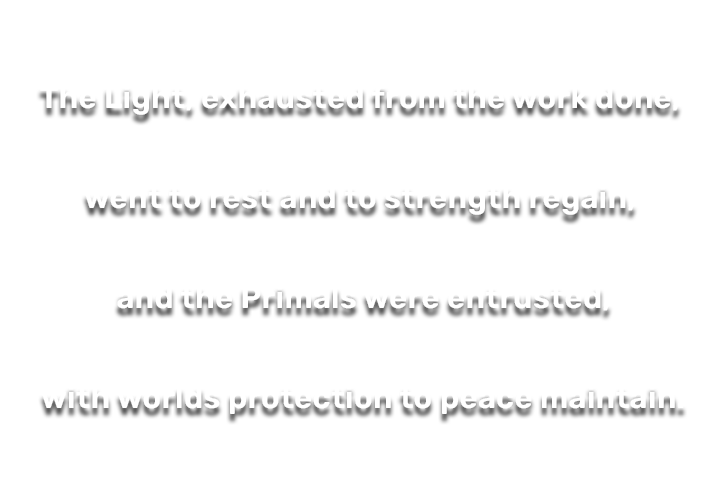 The Light, exhausted from the work done,
went to rest and to strength regain,
and the Primals were entrusted,
with worlds protection to peace maintain.